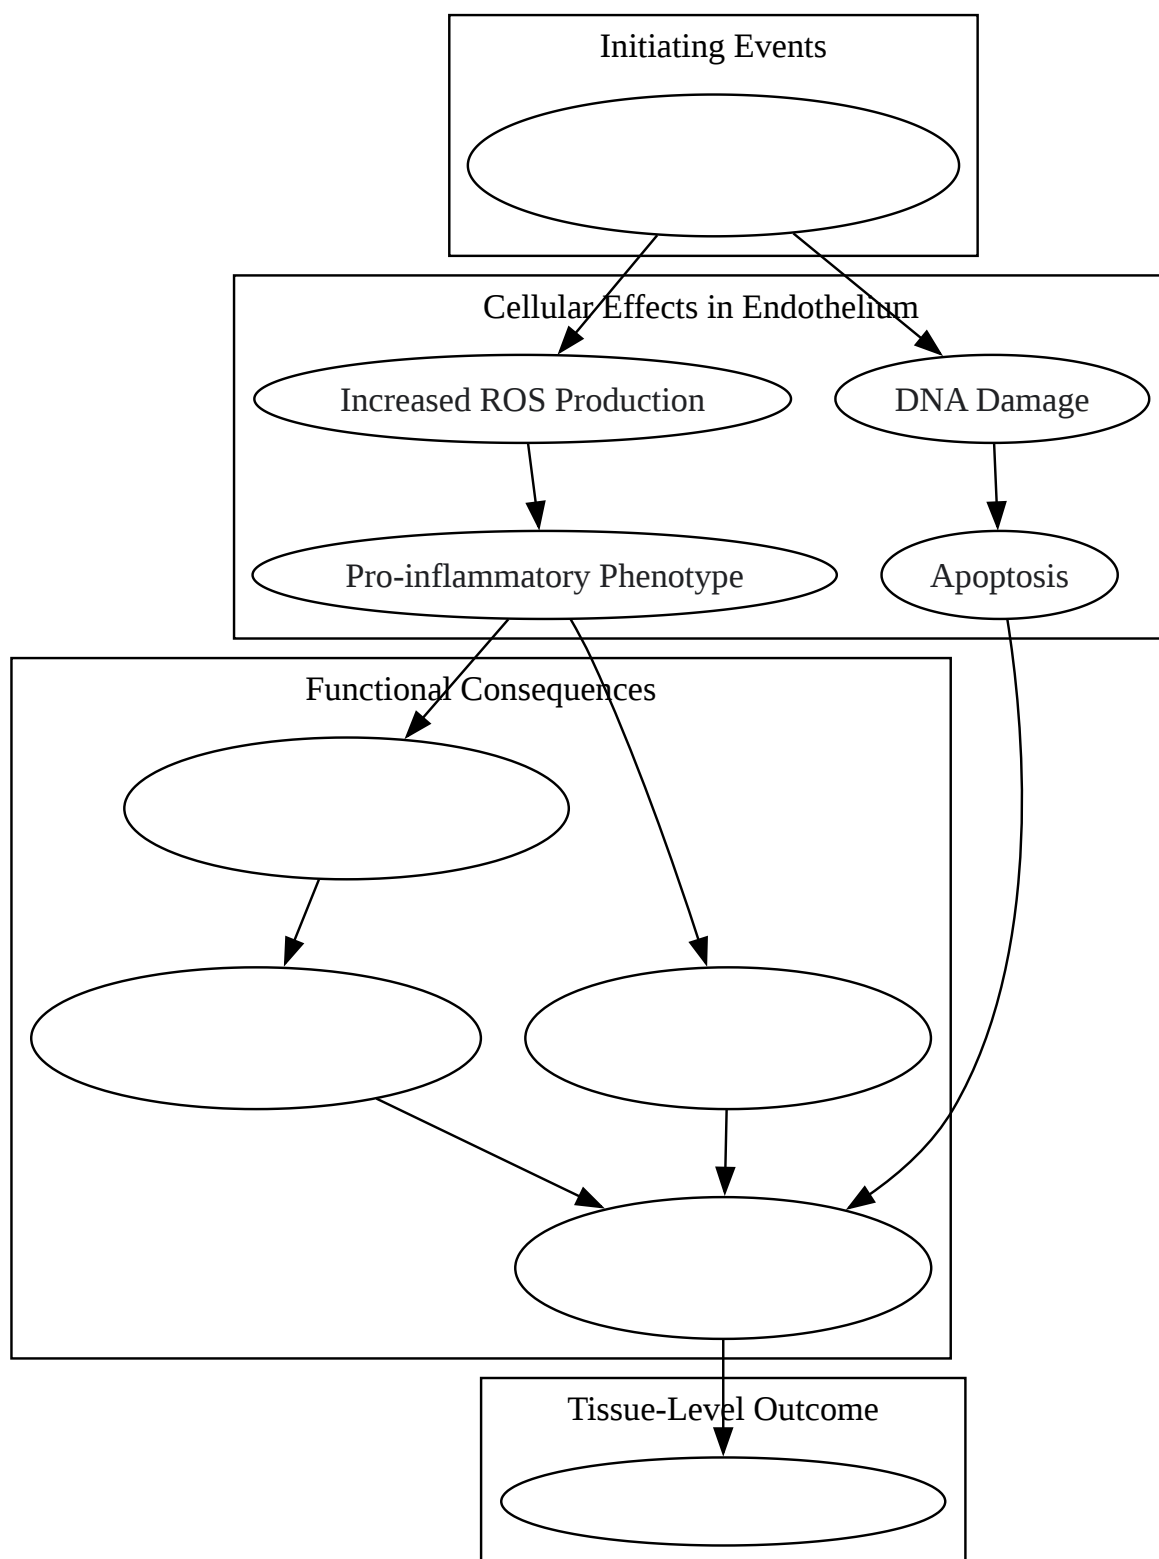 Initiating Events
Cellular Effects in Endothelium
Increased ROS Production
DNA Damage
Pro-inflammatory Phenotype
Apoptosis
Functional Consequences
Tissue-Level Outcome